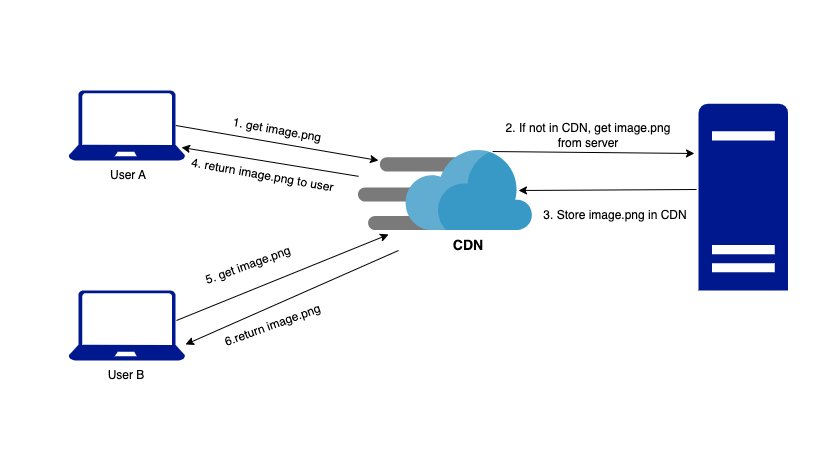 1. get image.png
2. If not in CDN, get image.png
from server
4. return image.png to user
User A
3. Store image.png in CDN
CDN
5. get image.png
6.return image.png
User B